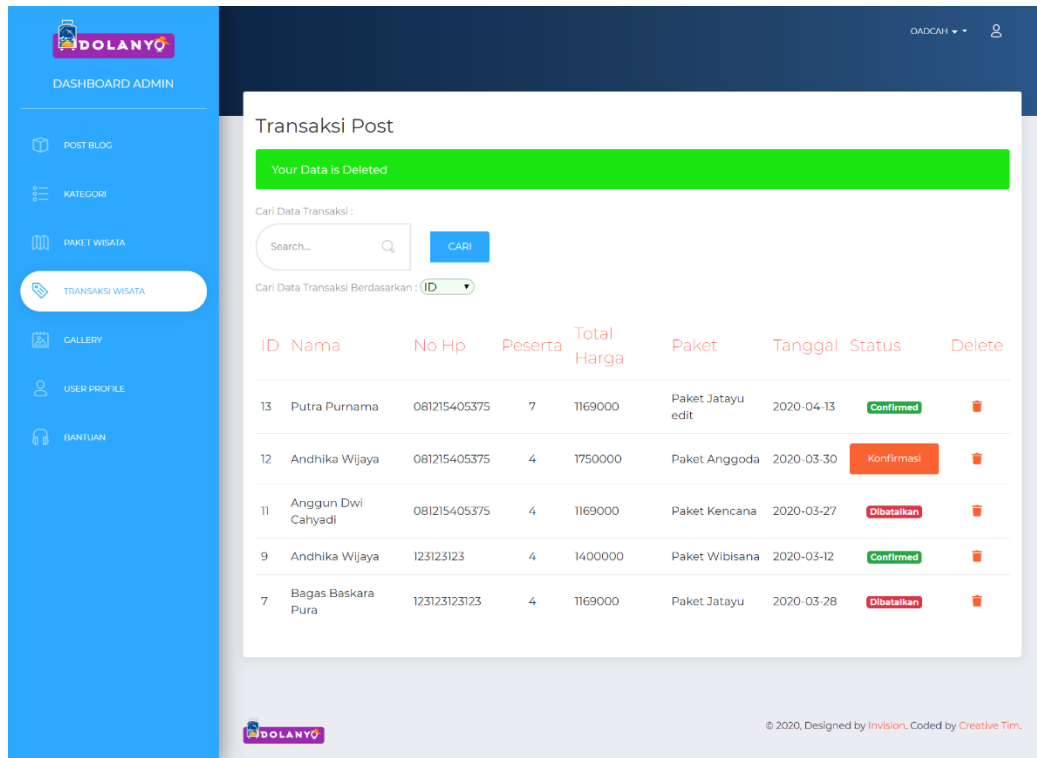 DOLANYO
DASHBOARD ADMIN
POST BLOG
KATEGORI
PAKET WISATA
TRANSAKSI WISATA
GALLERY
USER PROFILE
BANTUAN
OADCAH
Transaksi Post
Your Data is Deleted
Cari Data Transaksi :
Search...
CARI
Cari Data Transaksi Berdasarkan : ID
ID Nama No Hp Peserta Total Harga Paket Tanggal Status Delete
13 Putra Purnama 081215405375 7 1169000 Paket Jatayu edit 2020-04-13 Confirmed
12 Andhika Wijaya 081215405375 4 1750000 Paket Anggoda 2020-03-30 Konfirmasi
11 Anggun Dwi Cahyadi 081215405375 4 1169000 Paket Kencana 2020-03-27 Dibatalkan
9 Andhika Wijaya 123123123 4 1400000 Paket Wibisana 2020-03-12 Confirmed
7 Bagas Baskara Pura 123123123123 4 1169000 Paket Jatayu 2020-03-28 Dibatalkan
DOLANYO
© 2020, Designed by Invision. Coded by Creative Tim.